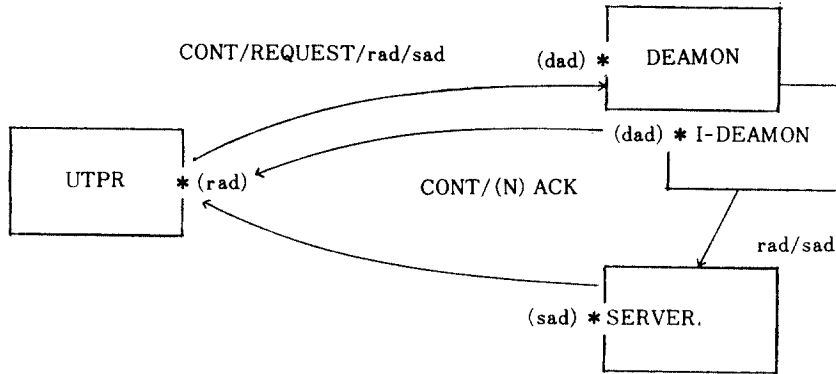 CONT/REQUEST/rad/sad
(dad) * DEAMON
(dad) * I-DEAMON
UTPR * (rad)
CONT/(N) ACK
rad/sad
(sad) * SERVER.